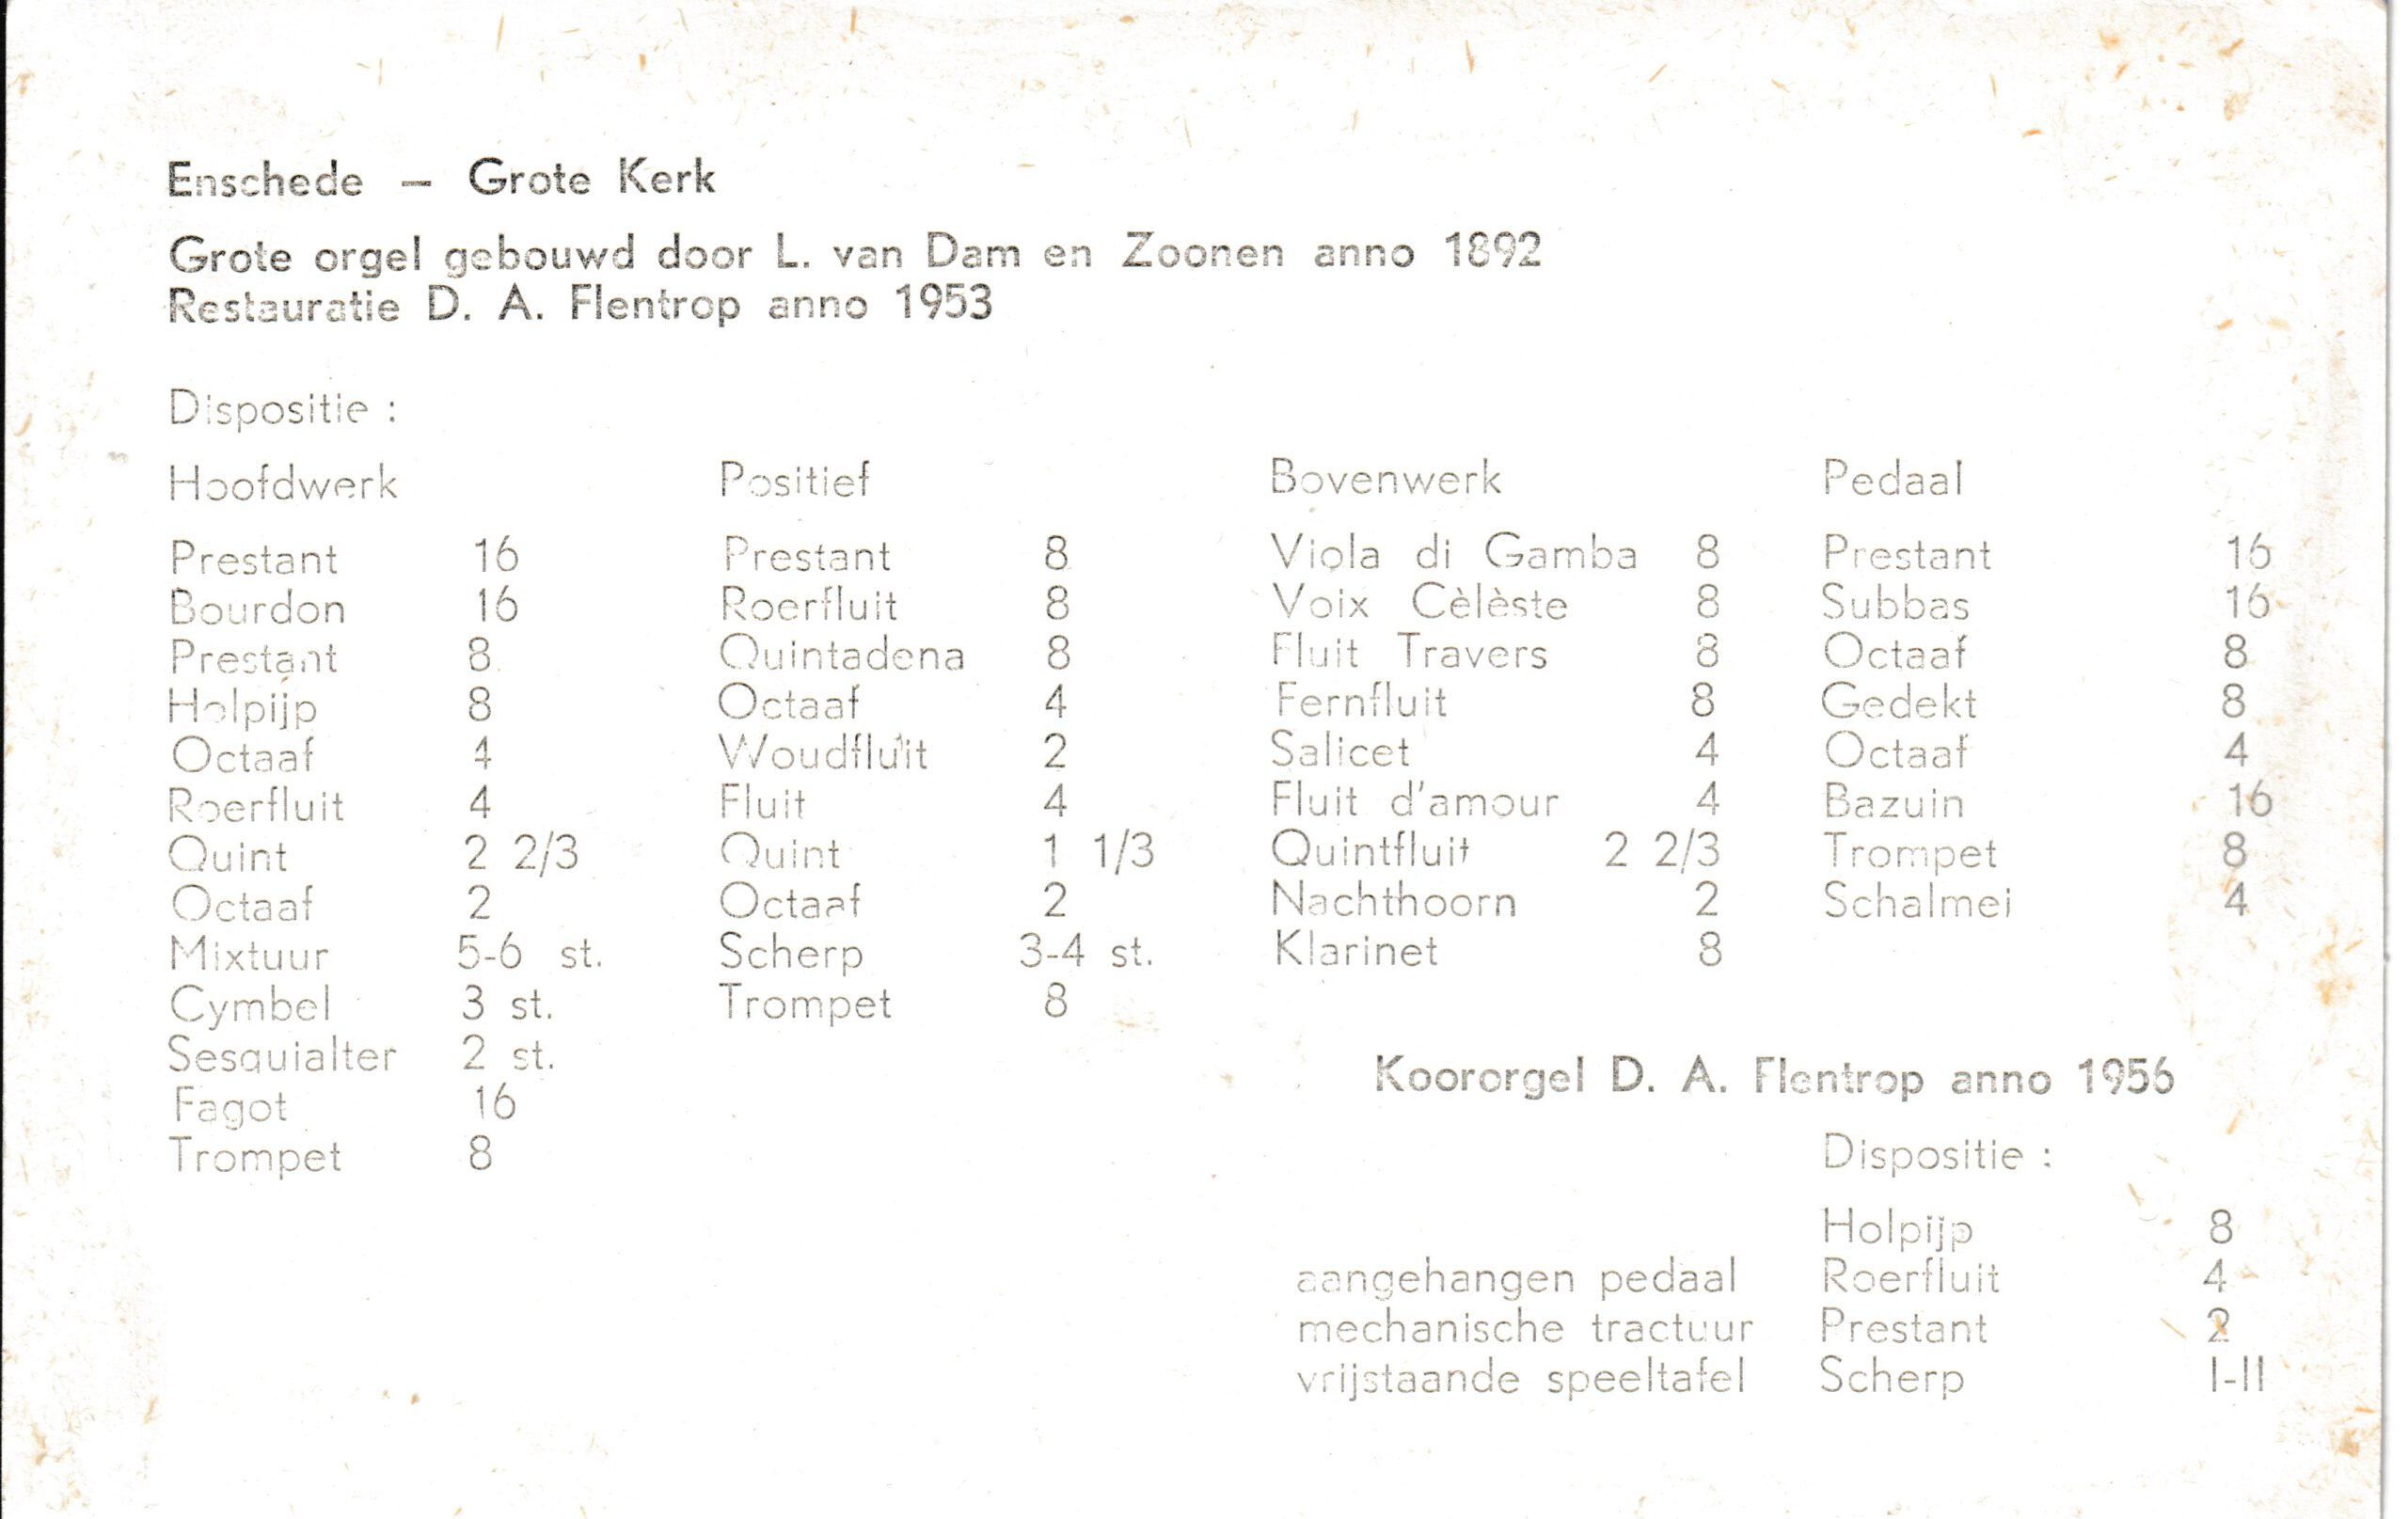 Enschede — Grote Kerk
Grote orgel gebouwd door L. van Dam en Zoonen anno 1892
Restauratie D. A. Flentrop anno 1953
Dispositie :
Hoofdwerk
Prestant 16
Bourdon 16
Prestant 8
Holpijp 8
Octaaf 4
Roerfluit 4
Quint 2 2/3
Octaaf 2
Mixtuur 5-6 st.
Cymbel 3 st.
Sesquialter 2 st.
Fagot 16
Trompet 8
Positief
Prestant 8
Roerfluit 8
Quintadena 8
Octaaf 4
Woudfluit 2
Fluit 4
Quint 1 1/3
Octaaf 2
Scherp 3-4 st.
Trompet 8
Bovenwerk
Viola di Gamba 8
Voix Cèlèste 8
Fluit Travers 8
Fernfluit 8
Salicet 4
Fluit d'amour 4
Quintfluit 2 2/3
Nachthoorn 2
Klarinet 8
Pedaal
Prestant 16
Subbas 16
Octaaf 8
Gedekt 8
Octaaf 4
Bazuin 16
Trompet 8
Schalmei 4
Koororgel D. A. Flentrop anno 1956
Dispositie :
Holpijp 8
aangehangen pedaal Roerfluit 4
mechanische tractuur Prestant 2
vrijstaande speeltafel Scherp I-II